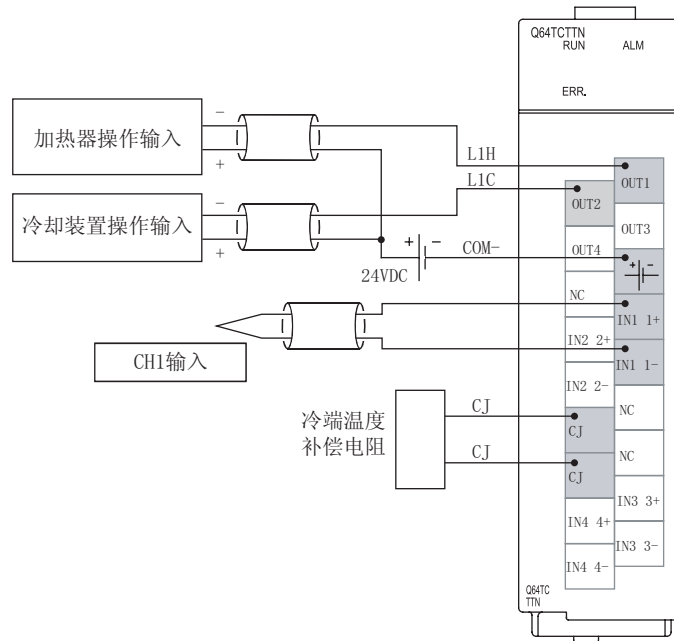 Q64TCTTN
RUN
ALM
ERR.
加热器操作输入
-
+
冷却装置操作输入
-
+
L1H
L1C
+ -
24VDC
COM-
CH1输入
冷端温度
补偿电阻
CJ
CJ
OUT1
OUT2
OUT3
OUT4
+ -
NC
IN1 1+
IN2 2+
IN1 1-
IN2 2-
NC
CJ
NC
CJ
IN3 3+
IN4 4+
IN3 3-
IN4 4-
Q64TC
TTN